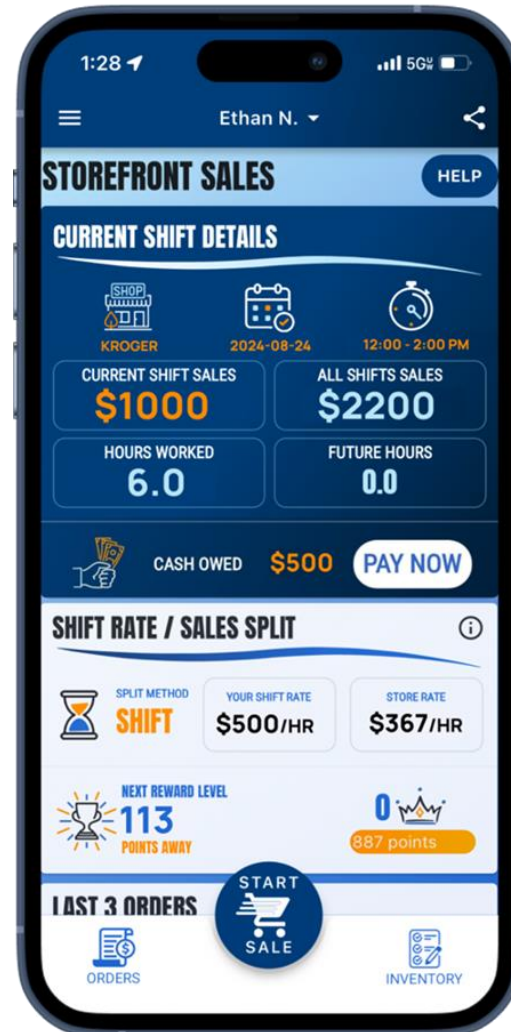 1:28
5GW
Ethan N.
STOREFRONT SALES
HELP
CURRENT SHIFT DETAILS
SHOP
KROGER
2024-08-24
12:00 - 2:00 PM
CURRENT SHIFT SALES
$1000
ALL SHIFTS SALES
$2200
HOURS WORKED
6.0
FUTURE HOURS
0.0
CASH OWED
$500
PAY NOW
SHIFT RATE / SALES SPLIT
SPLIT METHOD
SHIFT
YOUR SHIFT RATE
$500/HR
STORE RATE
$367/HR
NEXT REWARD LEVEL
113
POINTS AWAY
0
887 points
LAST 3 ORDERS
START
SALE
ORDERS
INVENTORY